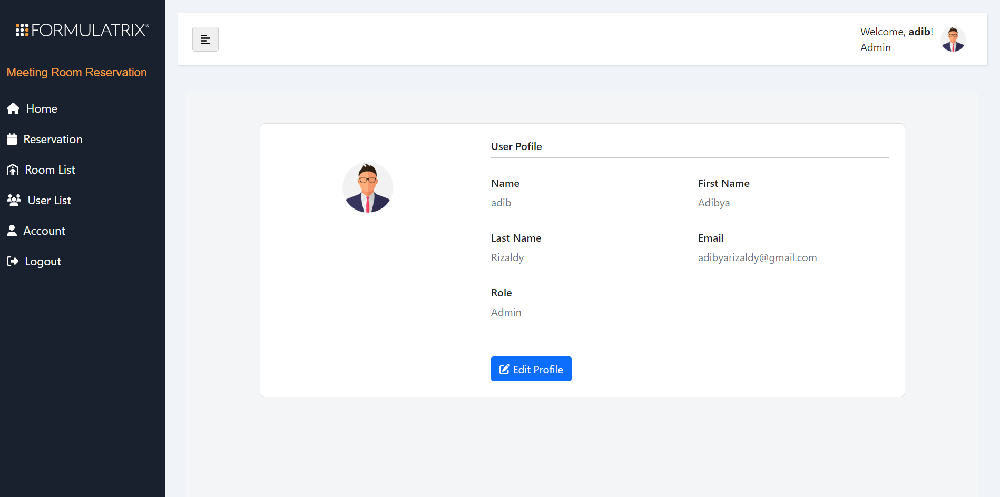 FORMULATRIX®
Meeting Room Reservation
Home
Reservation
Room List
User List
Account
Logout
Welcome, adib!
Admin
User Pofile
Name
adib
First Name
Adibya
Last Name
Rizaldy
Email
adibyarizaldy@gmail.com
Role
Admin
Edit Profile